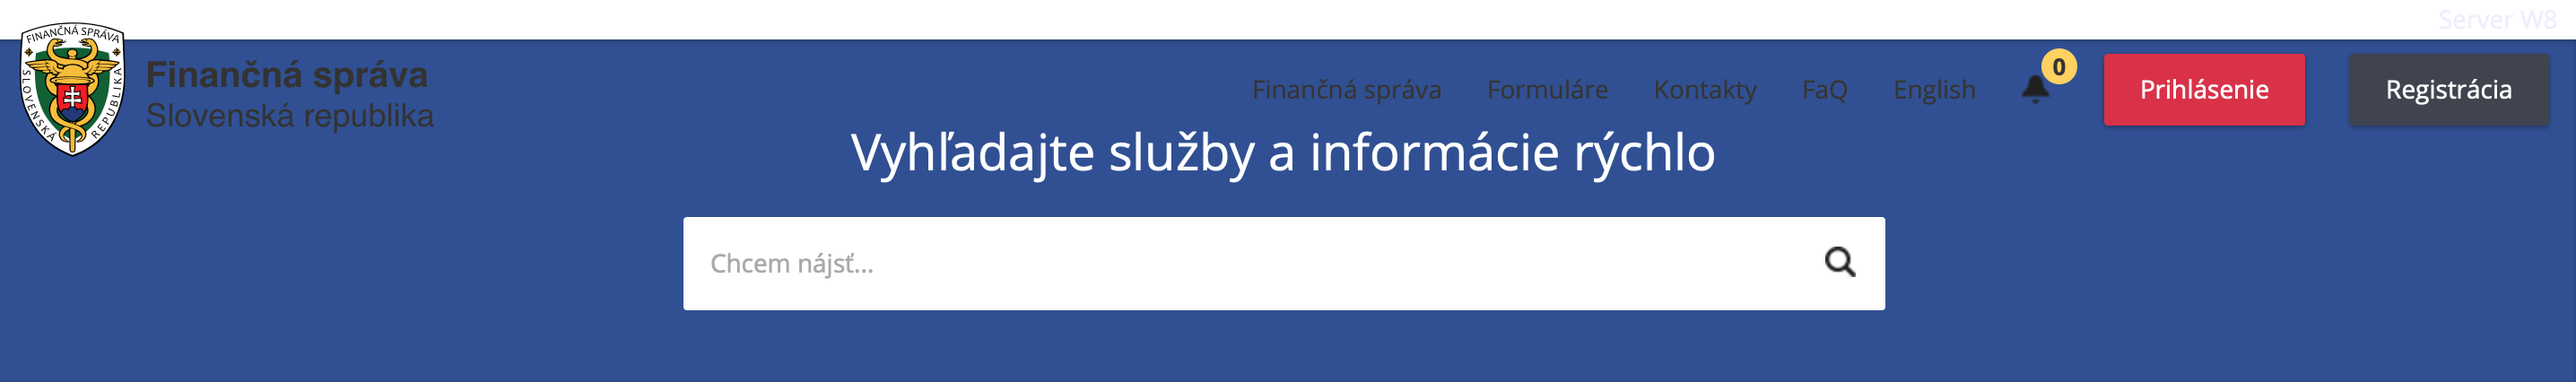 Server W8
FINANČNÁ SPRÁVA
SLOVENSKÁ REPUBLIKA
Finančná správa
Slovenská republika
Finančná správa Formuláre Kontakty FaQ English 0 Prihlásenie Registrácia
Vyhľadajte služby a informácie rýchlo
Chcem nájsť...